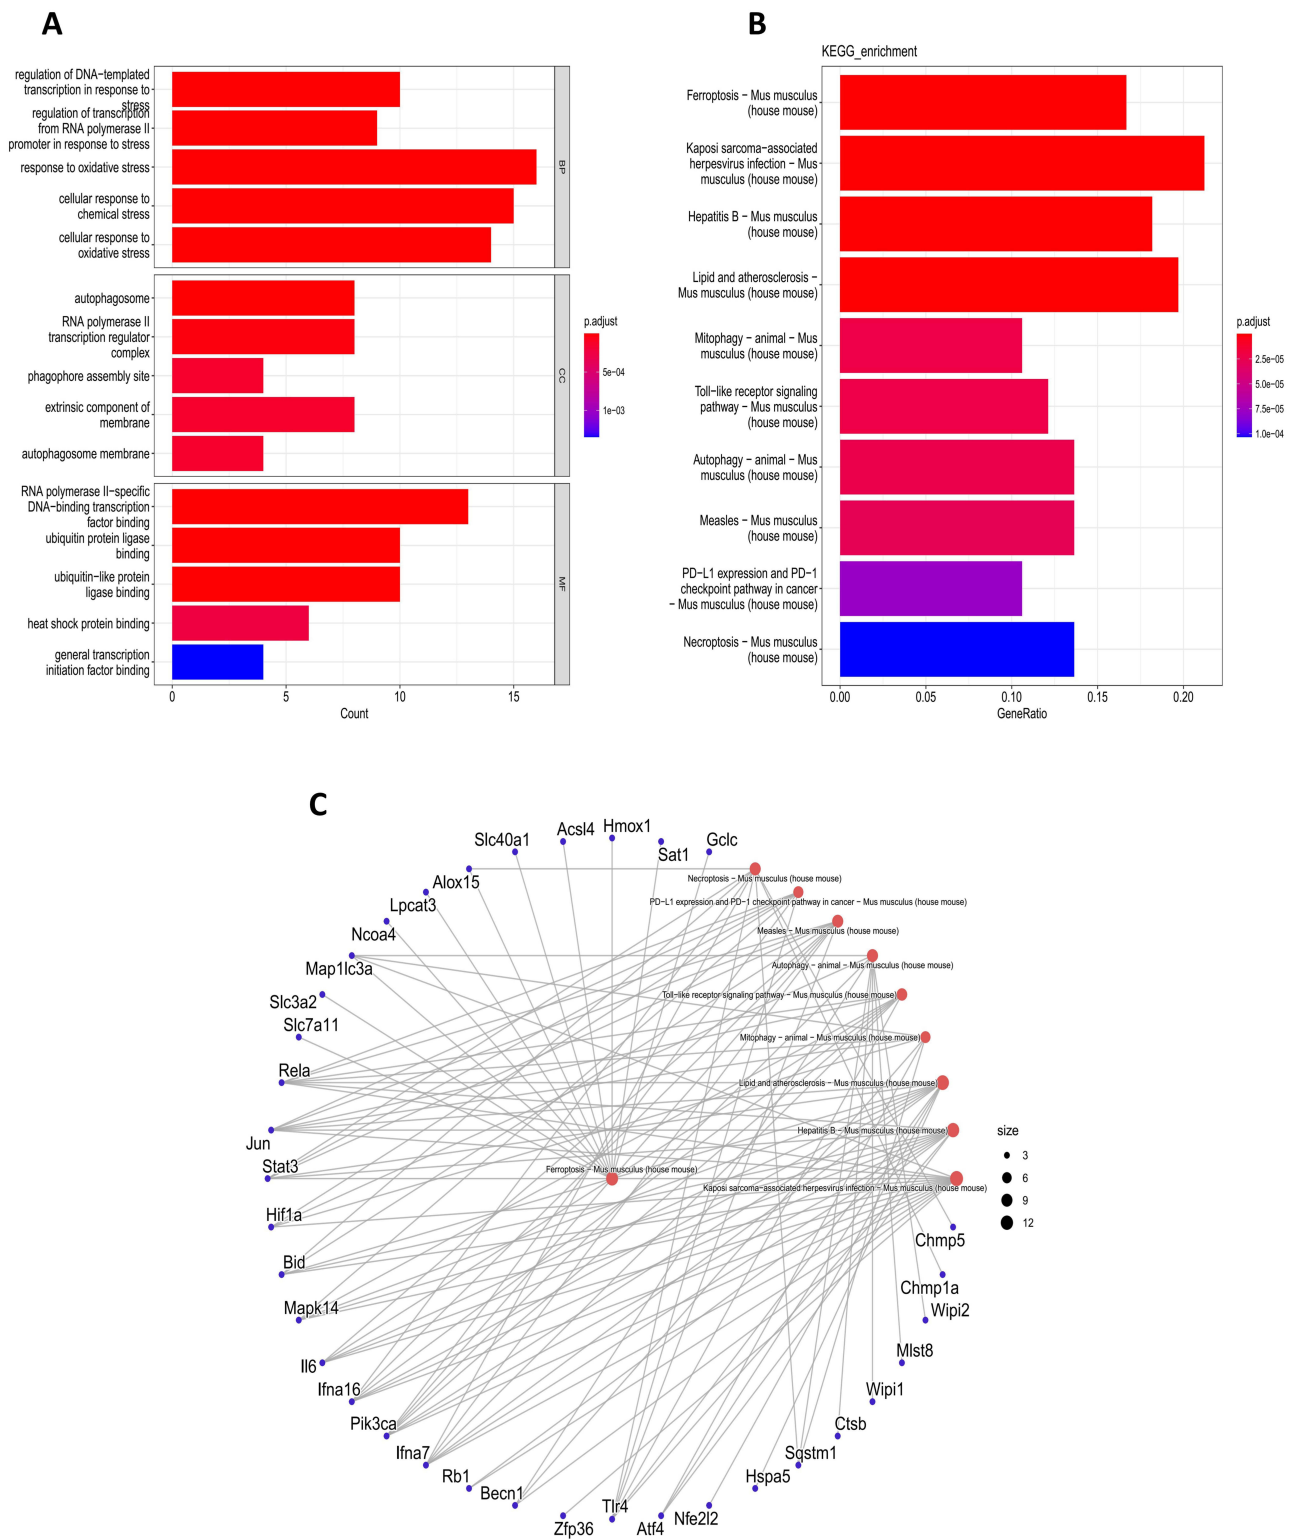 A
regulation of DNA−templated
transcription in response to
stress
regulation of transcription
from RNA polymerase II
promoter in response to stress
response to oxidative stress
cellular response to
chemical stress
cellular response to
oxidative stress
BP
autophagosome
RNA polymerase II
transcription regulator
complex
phagophore assembly site
extrinsic component of
membrane
autophagosome membrane
CC
RNA polymerase II−specific
DNA−binding transcription
factor binding
ubiquitin protein ligase
binding
ubiquitin−like protein
ligase binding
heat shock protein binding
general transcription
initiation factor binding
MF
0 5 10 15
Count
p.adjust
5e−04
1e−03
B
KEGG_enrichment
Ferroptosis − Mus musculus
(house mouse)
Kaposi sarcoma−associated
herpesvirus infection − Mus
musculus (house mouse)
Hepatitis B − Mus musculus
(house mouse)
Lipid and atherosclerosis −
Mus musculus (house mouse)
Mitophagy − animal − Mus
musculus (house mouse)
Toll−like receptor signaling
pathway − Mus musculus
(house mouse)
Autophagy − animal − Mus
musculus (house mouse)
Measles − Mus musculus
(house mouse)
PD−L1 expression and PD−1
checkpoint pathway in cancer
− Mus musculus (house mouse)
Necroptosis − Mus musculus
(house mouse)
0.00 0.05 0.10 0.15 0.20
GeneRatio
p.adjust
2.5e−05
5.0e−05
7.5e−05
1.0e−04
C
Hmox1
Acsl4
Slc40a1
Sat1
Gclc
Alox15
Necroptosis − Mus musculus (house mouse)
Lpcat3
PD−L1 expression and PD−1 checkpoint pathway in cancer − Mus musculus (house mouse)
Ncoa4
Measles − Mus musculus (house mouse)
Map1lc3a
Autophagy − animal − Mus musculus (house mouse)
Slc3a2
Toll−like receptor signaling pathway − Mus musculus (house mouse)
Slc7a11
Mitophagy − animal − Mus musculus (house mouse)
Rela
Lipid and atherosclerosis − Mus musculus (house mouse)
Jun
Hepatitis B − Mus musculus (house mouse)
Stat3
Ferroptosis − Mus musculus (house mouse)
Kaposi sarcoma−associated herpesvirus infection − Mus musculus (house mouse)
size
3
6
9
12
Hif1a
Chmp5
Bid
Chmp1a
Mapk14
Wipi2
Il6
Mlst8
Ifna16
Wipi1
Pik3ca
Ctsb
Ifna7
Sqstm1
Rb1
Hspa5
Becn1
Nfe2l2
Zfp36
Tlr4
Atf4